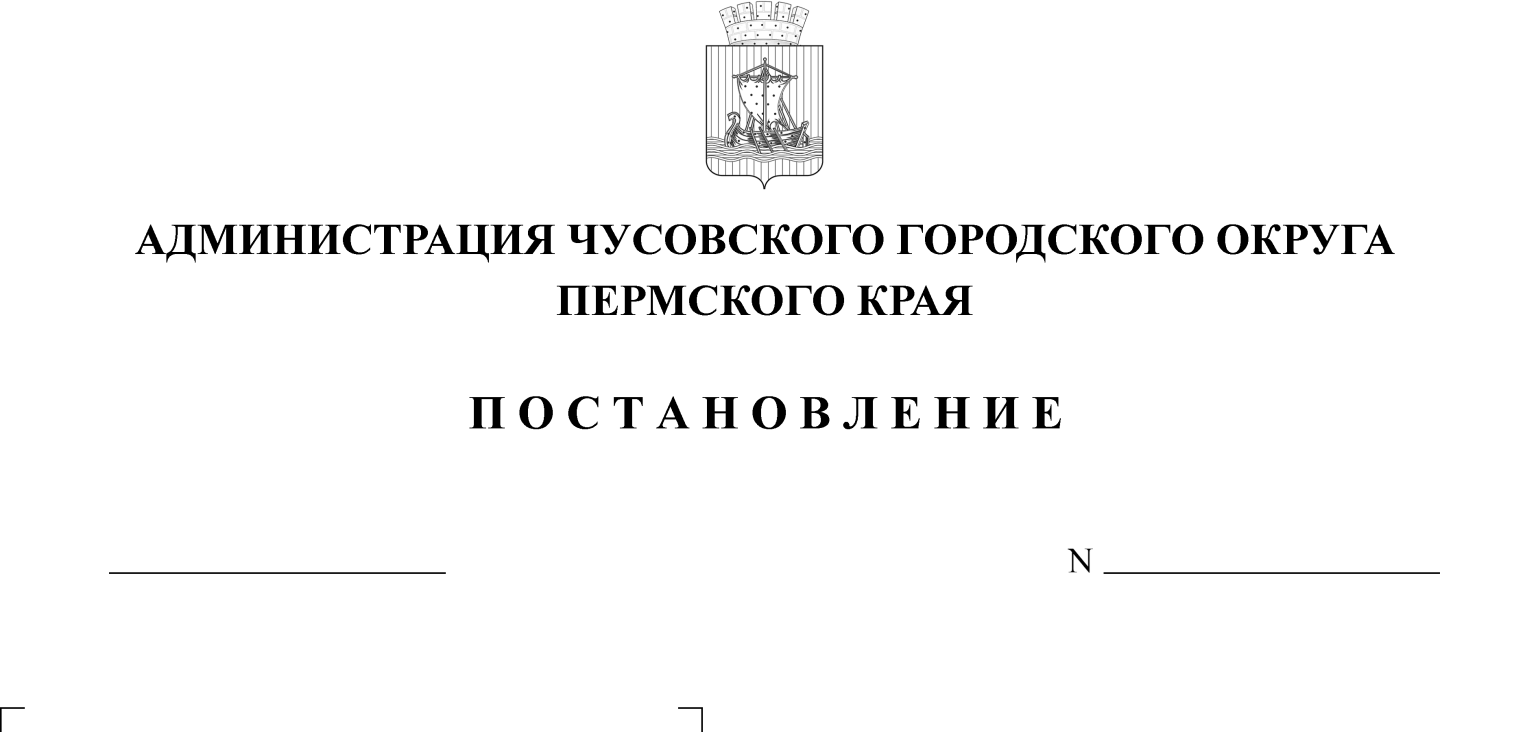 АДМИНИСТРАЦИЯ ЧУСОВСКОГО ГОРОДСКОГО ОКРУГА
ПЕРМСКОГО КРАЯ
П О С Т А Н О В Л Е Н И Е
N